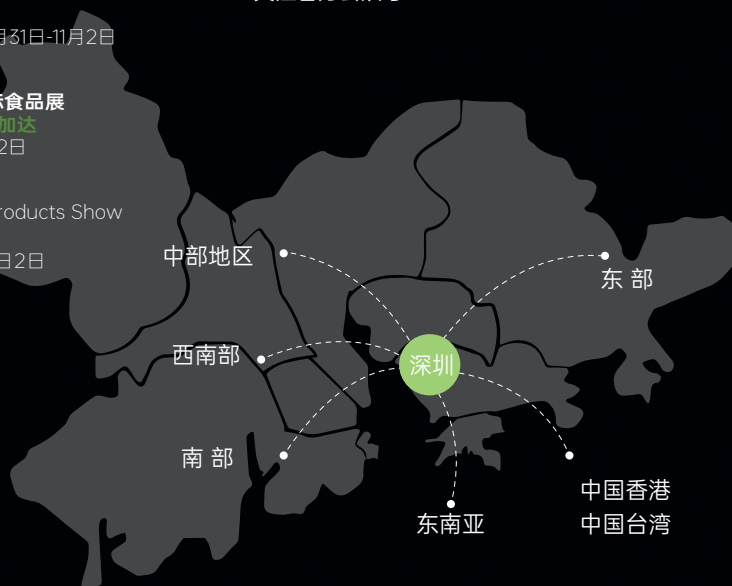 月31日-11月2日
食品展
加达
2日
roducts Show
日2日
中部地区
东 部
西南部
深圳
南 部
中国香港
东南亚
中国台湾